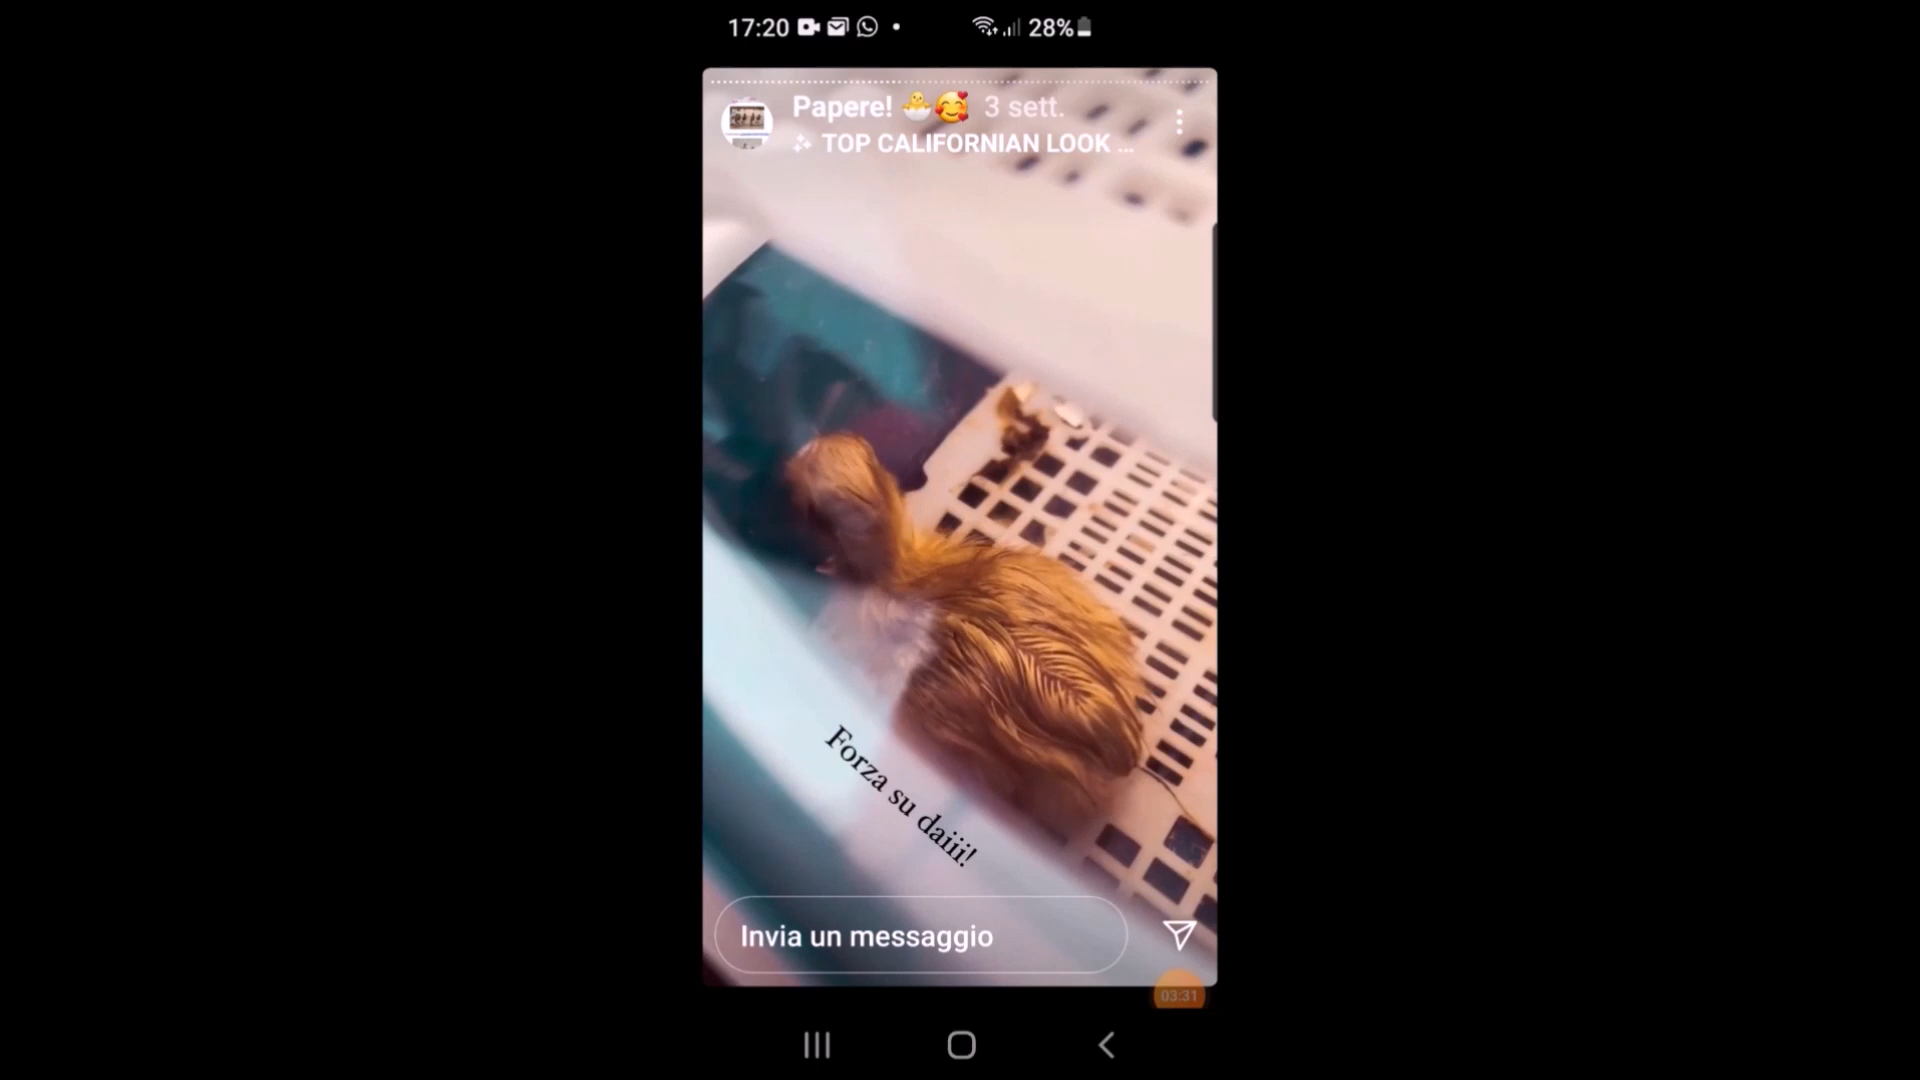 17:20
28%
Papere! 🐣🥰 3 sett.
TOP CALIFORNIAN LOOK ...
Forza su daiii!
Invia un messaggio
03:31